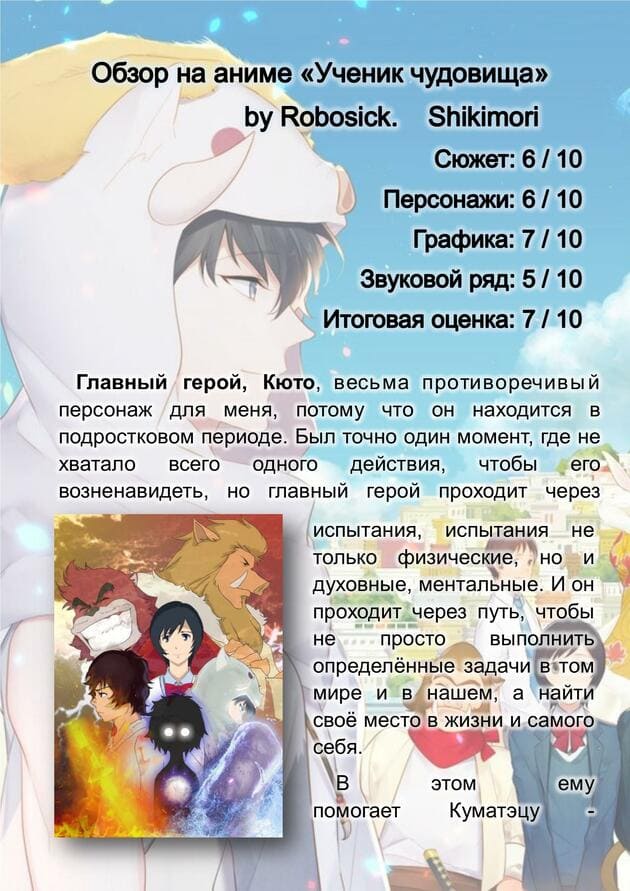 Обзор на аниме «Ученик чудовища»
by Robosick. Shikimori
Сюжет: 6 / 10
Персонажи: 6 / 10
Графика: 7 / 10
Звуковой ряд: 5 / 10
Итоговая оценка: 7 / 10
Главный герой, Кюто, весьма противоречивый
персонаж для меня, потому что он находится в
подростковом периоде. Был точно один момент, где не
хватало всего одного действия, чтобы его
возненавидеть, но главный герой проходит через
испытания, испытания не
только физические, но и
духовные, ментальные. И он
проходит через путь, чтобы
не просто выполнить
определённые задачи в том
мире и в нашем, а найти
своё место в жизни и самого
себя.
В этом ему
помогает Куматэцу -